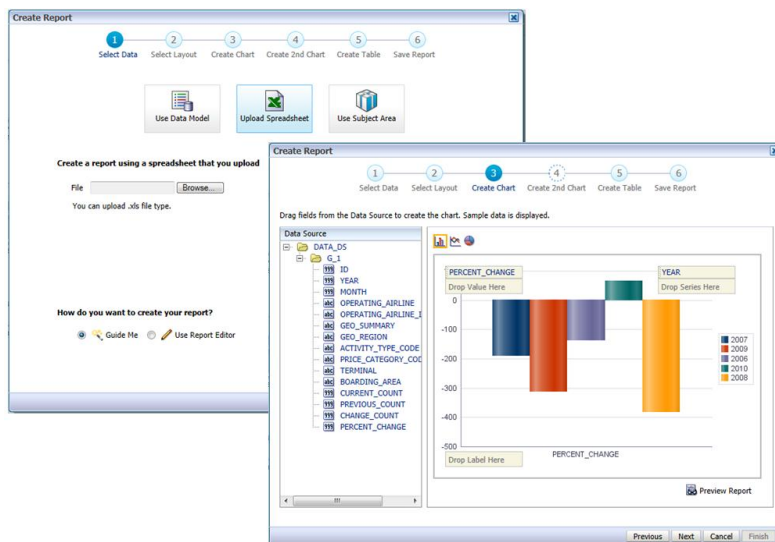 Create Report
1 2 3 4 5 6
Select Data Select Layout Create Chart Create 2nd Chart Create Table Save Report
Use Data Model Upload Spreadsheet Use Subject Area
Create a report using a spreadsheet that you upload
File Browse...
You can upload .xls file type.
How do you want to create your report?
Guide Me Use Report Editor
Create Report
1 2 3 4 5 6
Select Data Select Layout Create Chart Create 2nd Chart Create Table Save Report
Drag fields from the Data Source to create the chart. Sample data is displayed.
Data Source
DATA_DS
G_1
ID
YEAR
MONTH
OPERATING_AIRLINE
OPERATING_AIRLINE_I
GEO_SUMMARY
GEO_REGION
ACTIVITY_TYPE_CODE
PRICE_CATEGORY_COD
TERMINAL
BOARDING_AREA
CURRENT_COUNT
PREVIOUS_COUNT
CHANGE_COUNT
PERCENT_CHANGE
PERCENT_CHANGE YEAR
Drop Value Here Drop Series Here
0
-100
-200
-300
-400
-500
2007
2009
2006
2010
2008
Drop Label Here
PERCENT_CHANGE
Preview Report
Previous Next Cancel Finish